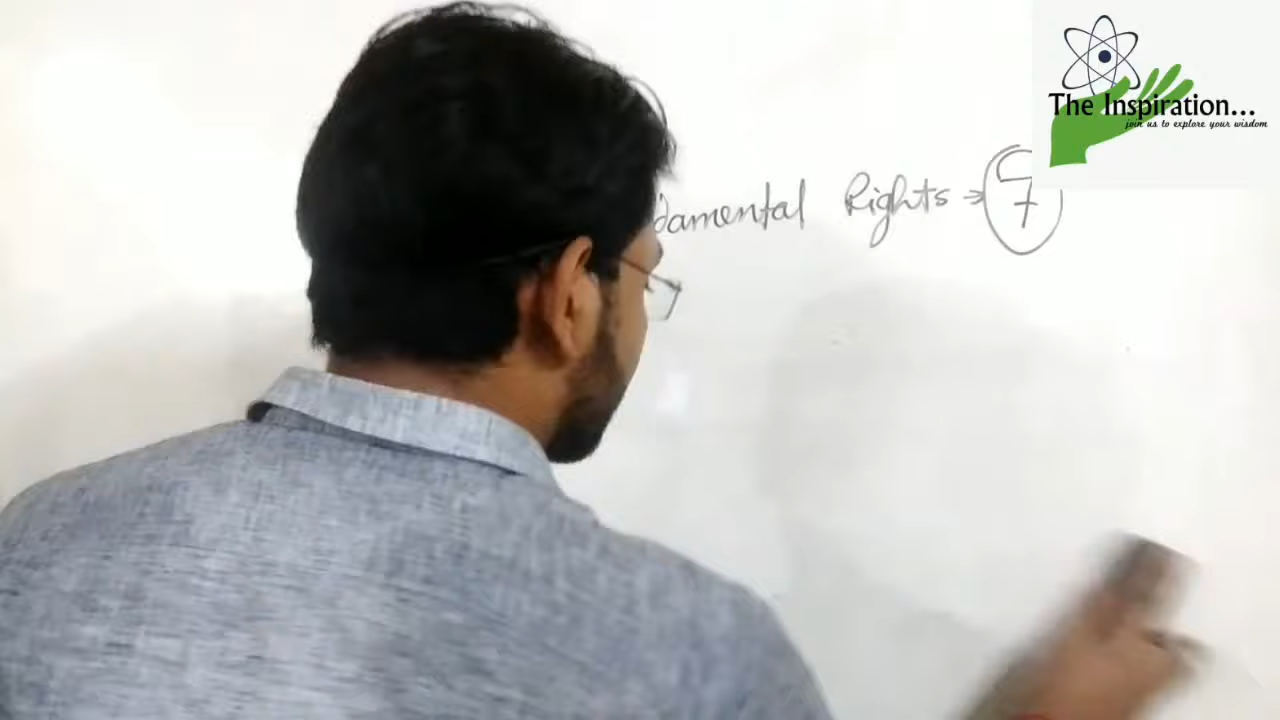 The Inspiration...
join us to explore your wisdom
damental Rights → 7